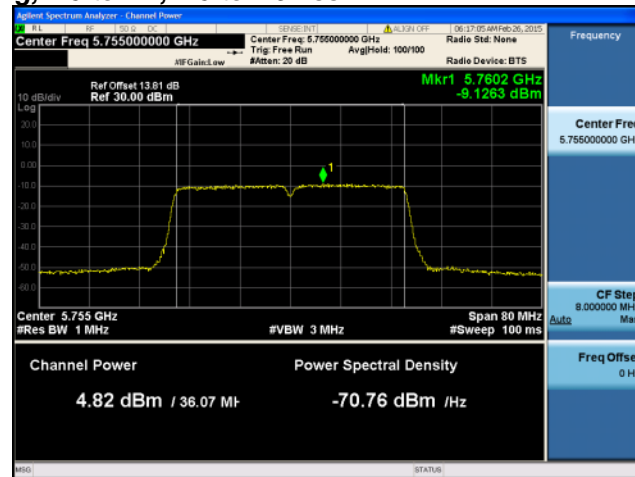 Agilent Spectrum Analyzer - Channel Power
RL RF 50 Ω DC SENSE:INT ALIGN OFF 06:17:05 AM Feb 26, 2015
Center Freq 5.755000000 GHz
Center Freq: 5.755000000 GHz
Radio Std: None
Trig: Free Run Avg|Hold: 100/100
#IFGain:Low #Atten: 20 dB Radio Device: BTS
Frequency
Mkr1 5.7602 GHz
-9.1263 dBm
Ref Offset 13.81 dB
10 dB/div Ref 30.00 dBm
Log
20.0
10.0
0.00
-10.0
-20.0
-30.0
-40.0
-50.0
-60.0
1
Center Fre
5.755000000 GH
Center 5.755 GHz Span 80 MHz
#Res BW 1 MHz #VBW 3 MHz #Sweep 100 ms
CF Step
8.000000 MH
Auto Ma
Channel Power Power Spectral Density
4.82 dBm / 36.07 MH -70.76 dBm /Hz
Freq Offse
0 H
MSG STATUS